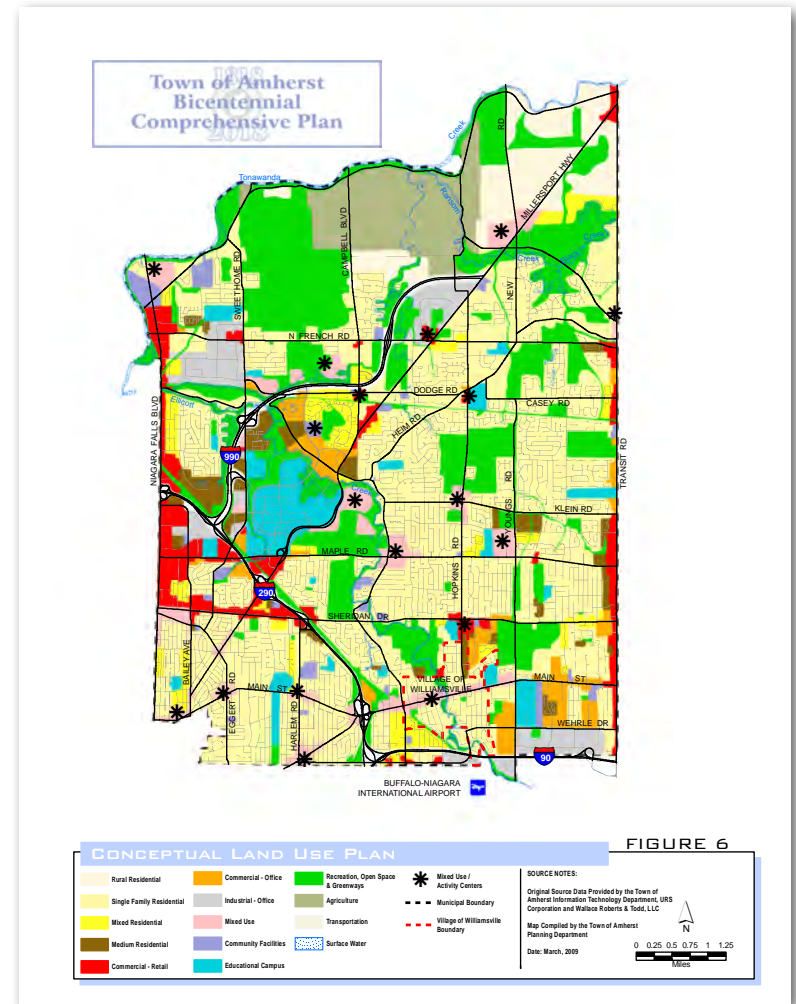 1818
Town of Amherst
Bicentennial
Comprehensive Plan
2018
Creek
RD
Tonawanda
Ransom
MILLERSPORT HWY
CAMPBELL BLVD
SWEET HOME RD
Creek
NEW
N FRENCH RD
DODGE RD
CASEY RD
Ellicott
HEIM RD
NIAGARA FALLS BLVD
TRANSIT RD
990
Creek
RD
YOUNGS
KLEIN RD
MAPLE RD
RD
HOPKINS
290
SHERIDAN DR
BAILEY AVE
RD
EGGERT
MAIN ST
HARLEM RD
VILLAGE OF
WILLIAMSVILLE
MAIN ST
WEHRLE DR
90
BUFFALO-NIAGARA
INTERNATIONAL AIRPORT
FIGURE 6
CONCEPTUAL LAND USE PLAN
Rural Residential
Single Family Residential
Mixed Residential
Medium Residential
Commercial - Retail
Commercial - Office
Industrial - Office
Mixed Use
Community Facilities
Educational Campus
Recreation, Open Space
& Greenways
Agriculture
Transportation
Surface Water
Mixed Use /
Activity Centers
Municipal Boundary
Village of Williamsville
Boundary
SOURCE NOTES:
Original Source Data Provided by the Town of
Amherst Information Technology Department, URS
Corporation and Wallace Roberts & Todd, LLC
Map Compiled by the Town of Amherst
Planning Department
Date: March, 2009
N
0 0.25 0.5 0.75 1 1.25
Miles